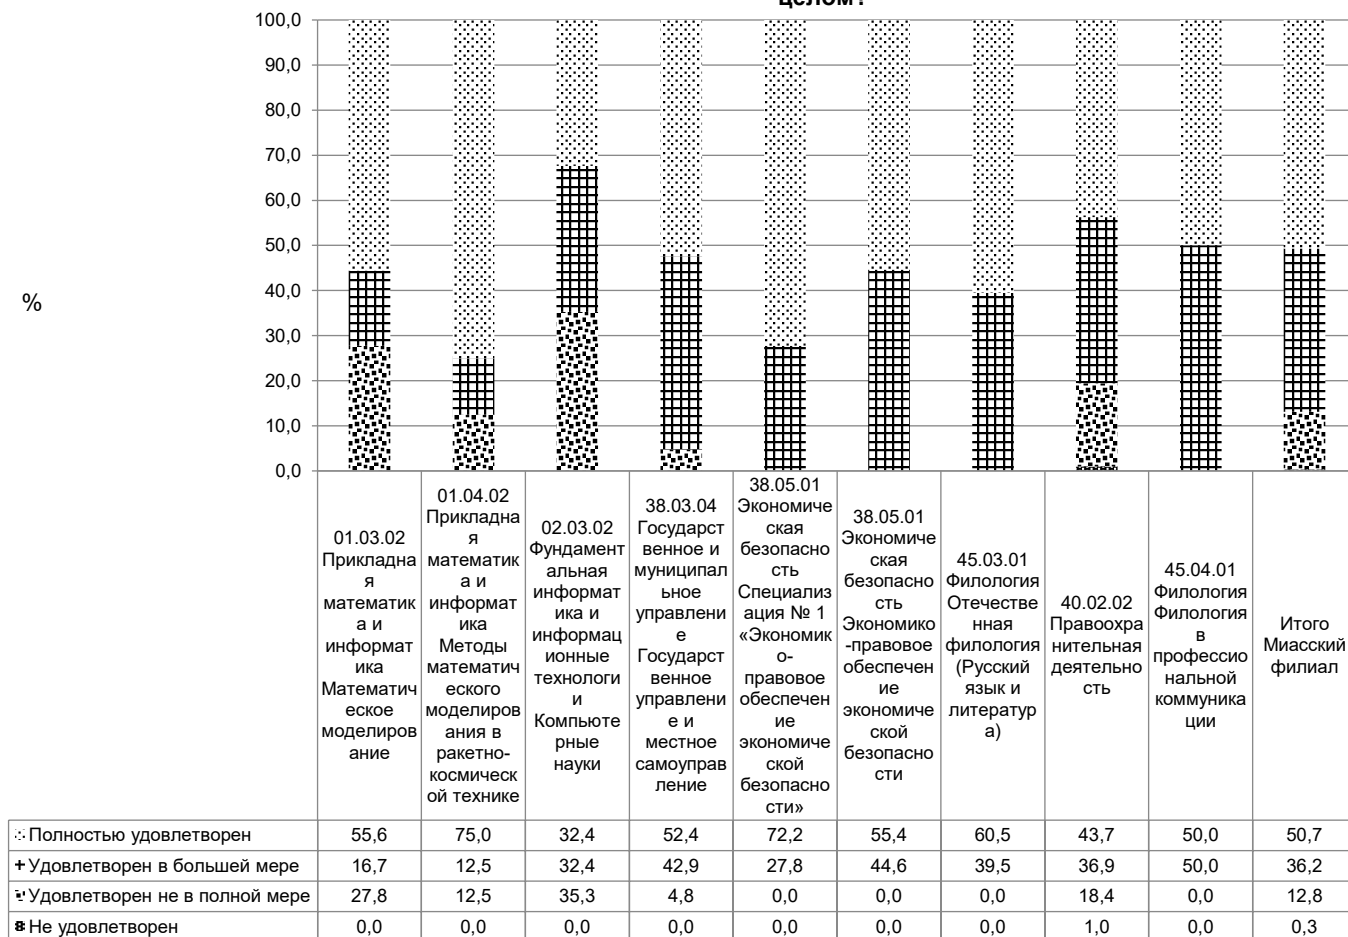 целом?
100,0
90,0
80,0
70,0
60,0
50,0
40,0
30,0
20,0
10,0
0,0
%
01.03.02
Прикладна
я
математик
а и
информат
ика
Математич
еское
моделиров
ание
01.04.02
Прикладна
я
математик
а и
информат
ика
Методы
математич
еского
моделиров
ания в
ракетно-
космическ
ой технике
02.03.02
Фундамент
альная
информат
ика и
информац
ионные
технологи
и
Компьюте
рные
науки
38.03.04
Государст
венное и
муниципал
ьное
управлени
е
Государст
венное
управлени
е и
местное
самоуправ
ление
38.05.01
Экономиче
ская
безопасно
сть
Специализ
ация № 1
«Экономик
о-
правовое
обеспечен
ие
экономиче
ской
безопасно
сти»
38.05.01
Экономиче
ская
безопасно
сть
Экономико
-правовое
обеспечен
ие
экономиче
ской
безопасно
сти
45.03.01
Филология
Отечестве
нная
филология
(Русский
язык и
литератур
а)
40.02.02
Правоохра
нительная
деятельно
сть
45.04.01
Филология
Филология
в
профессио
нальной
коммуника
ции
Итого
Миасский
филиал
Полностью удовлетворен 55,6 75,0 32,4 52,4 72,2 55,4 60,5 43,7 50,0 50,7
Удовлетворен в большей мере 16,7 12,5 32,4 42,9 27,8 44,6 39,5 36,9 50,0 36,2
Удовлетворен не в полной мере 27,8 12,5 35,3 4,8 0,0 0,0 0,0 18,4 0,0 12,8
Не удовлетворен 0,0 0,0 0,0 0,0 0,0 0,0 0,0 1,0 0,0 0,3